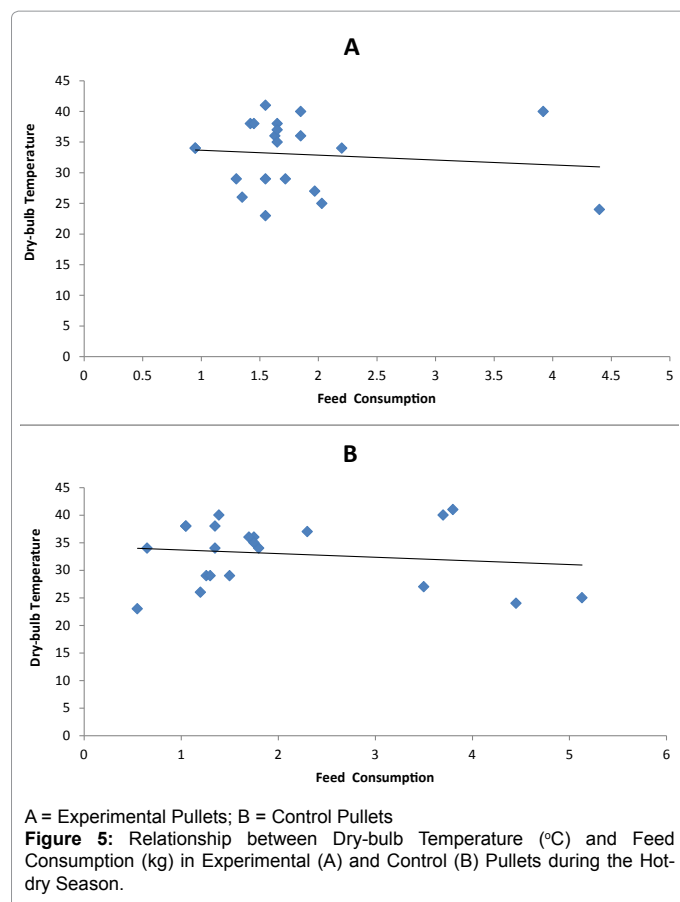 A
45
40
35
30
25
20
15
10
5
0
Dry-bulb Temperature
0 0.5 1 1.5 2 2.5 3 3.5 4 4.5 5
Feed Consumption
B
45
40
35
30
25
20
15
10
5
0
Dry-bulb Temperature
0 1 2 3 4 5 6
Feed Consumption
A = Experimental Pullets; B = Control Pullets
Figure 5: Relationship between Dry-bulb Temperature (°C) and Feed
Consumption (kg) in Experimental (A) and Control (B) Pullets during the Hot-
dry Season.